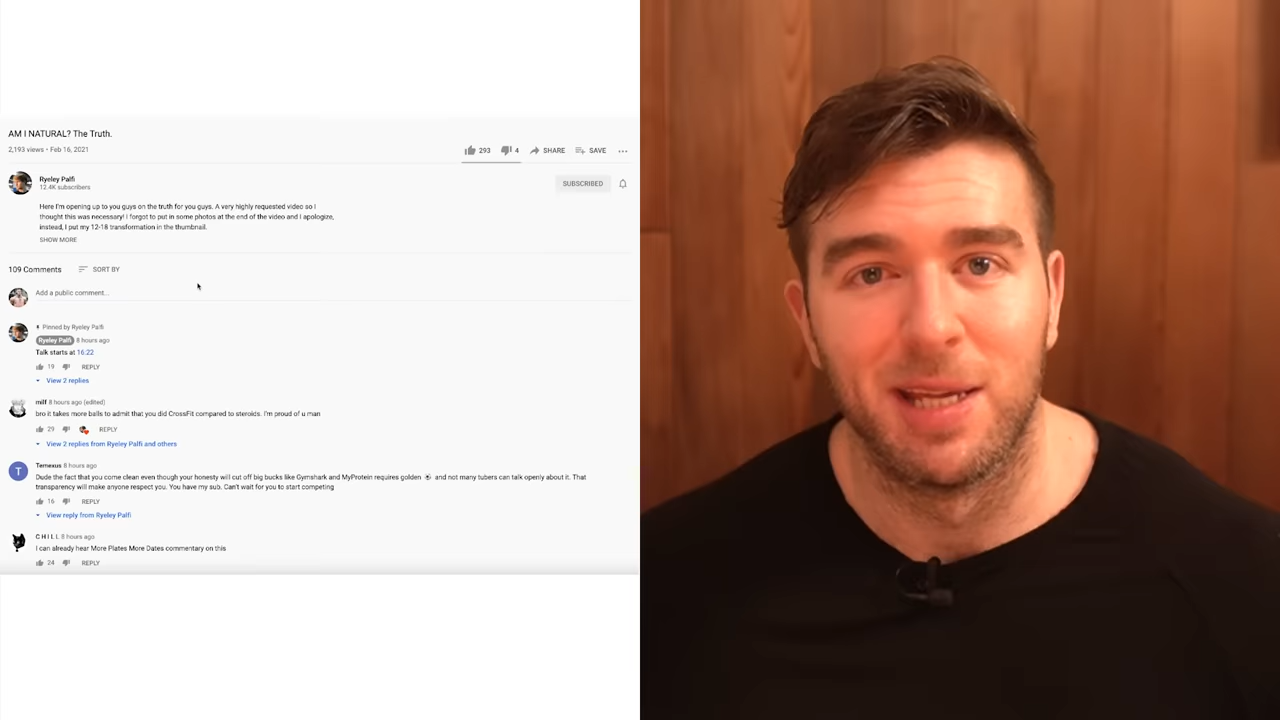 AM I NATURAL? The Truth.
2,193 views • Feb 16, 2021
293
4
SHARE
SAVE
Ryeley Palfi
12.4K subscribers
SUBSCRIBED
Here I'm opening up to you guys on the truth for you guys. A very highly requested video so I
thought this was necessary! I forgot to put in some photos at the end of the video and I apologize,
instead, I put my 12-18 transformation in the thumbnail.
SHOW MORE
109 Comments
SORT BY
Add a public comment...
Pinned by Ryeley Palfi
Ryeley Palfi 8 hours ago
Talk starts at 16:22
19 REPLY
View 2 replies
milf 8 hours ago (edited)
bro it takes more balls to admit that you did CrossFit compared to steroids. I'm proud of u man
29 REPLY
View 2 replies from Ryeley Palfi and others
T
Temexus 8 hours ago
Dude the fact that you come clean even though your honesty will cut off big bucks like Gymshark and MyProtein requires golden and not many tubers can talk openly about it. That
transparency will make anyone respect you. You have my sub. Can't wait for you to start competing
16 REPLY
View reply from Ryeley Palfi
C H I L L 8 hours ago
I can already hear More Plates More Dates commentary on this
24 REPLY